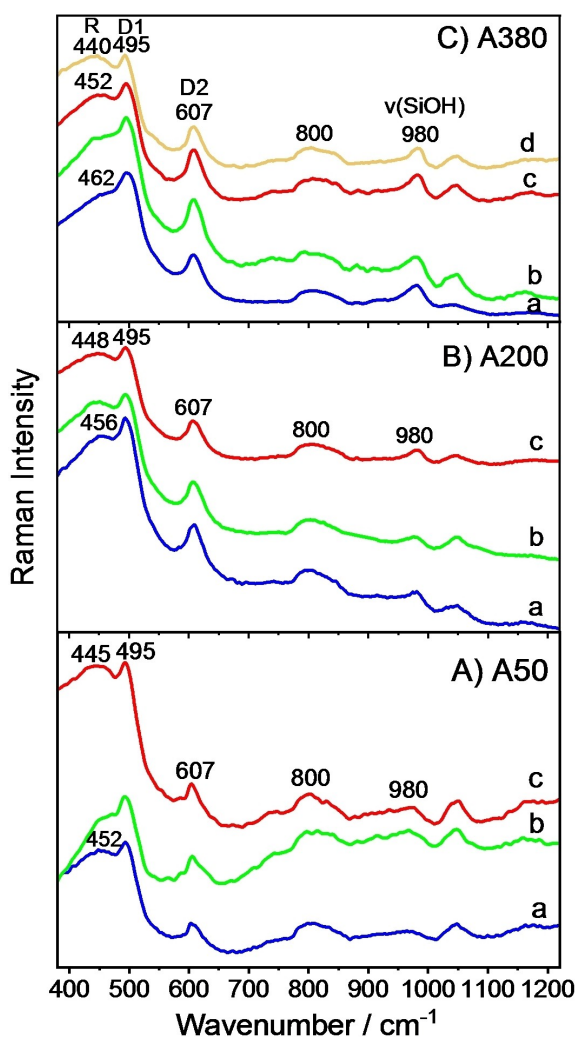 R D1
C) A380
440 495
452
D2
607
v(SiOH)
800 980
462
d
c
b
a
448 495
B) A200
607
800 980
456
c
b
a
445 495
A) A50
607
800
980
452
c
b
a
Raman Intensity
400 500 600 700 800 900 1000 1100 1200
Wavenumber / cm⁻¹